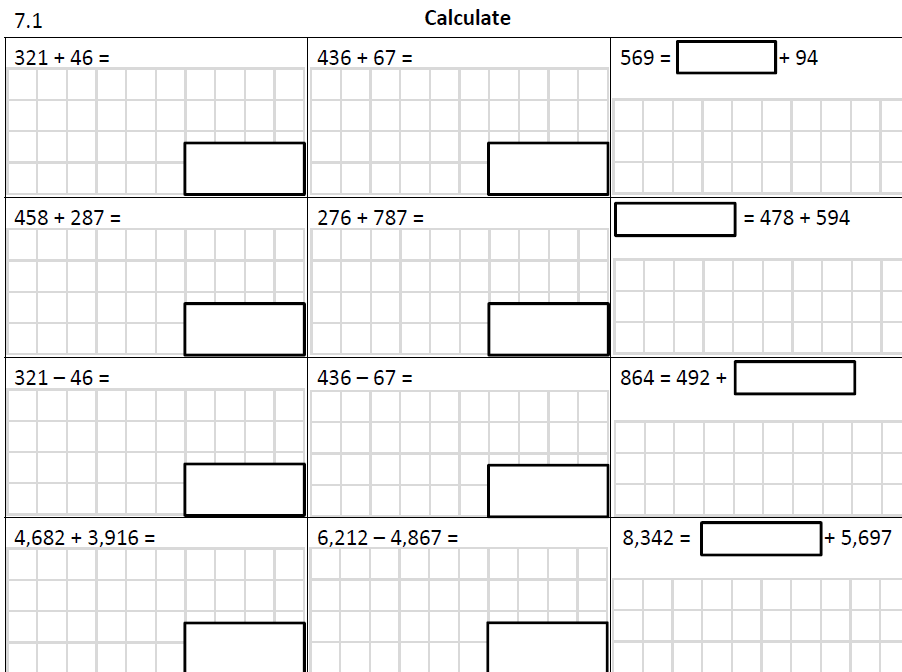 7.1
Calculate
321 + 46 =
436 + 67 =
569 = + 94
458 + 287 =
276 + 787 =
= 478 + 594
321 – 46 =
436 – 67 =
864 = 492 +
4,682 + 3,916 =
6,212 – 4,867 =
8,342 = + 5,697